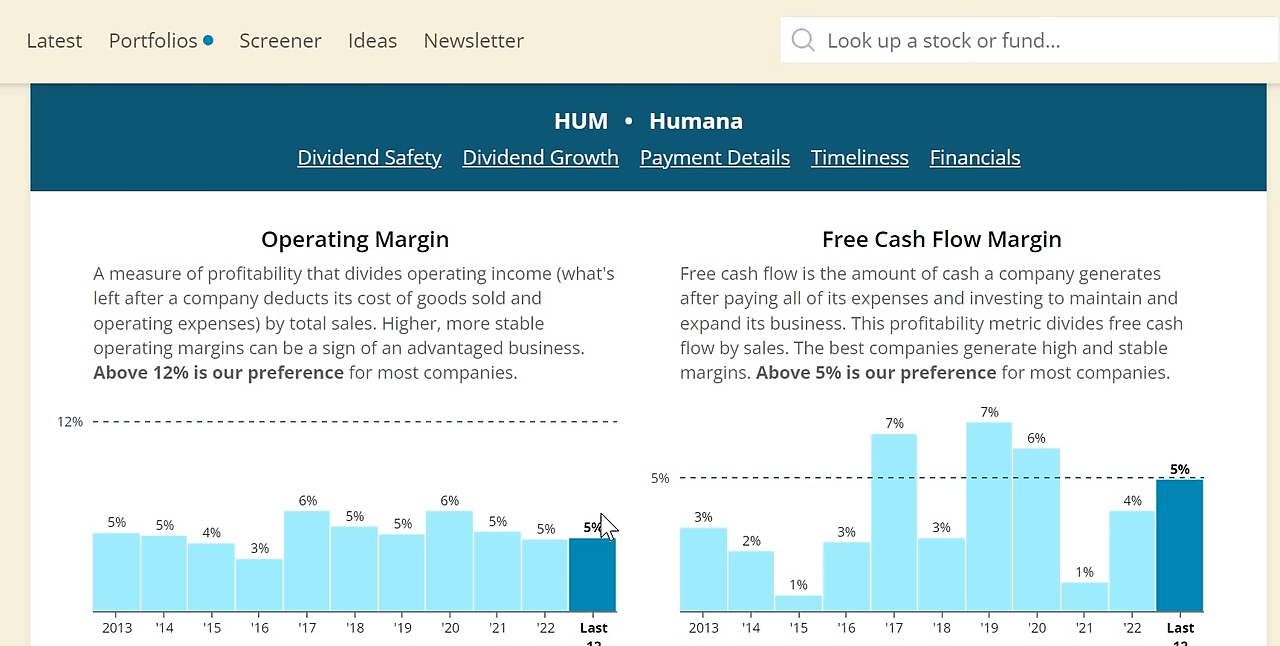 Latest Portfolios Screener Ideas Newsletter
Look up a stock or fund...
HUM • Humana
Dividend Safety Dividend Growth Payment Details Timeliness Financials
Operating Margin
A measure of profitability that divides operating income (what's
left after a company deducts its cost of goods sold and
operating expenses) by total sales. Higher, more stable
operating margins can be a sign of an advantaged business.
Above 12% is our preference for most companies.
12%
5% 5% 4% 3% 6% 5% 5% 6% 5% 5% 5%
2013 '14 '15 '16 '17 '18 '19 '20 '21 '22 Last
12
Free Cash Flow Margin
Free cash flow is the amount of cash a company generates
after paying all of its expenses and investing to maintain and
expand its business. This profitability metric divides free cash
flow by sales. The best companies generate high and stable
margins. Above 5% is our preference for most companies.
5%
3% 2% 1% 3% 7% 3% 7% 6% 1% 4% 5%
2013 '14 '15 '16 '17 '18 '19 '20 '21 '22 Last
12